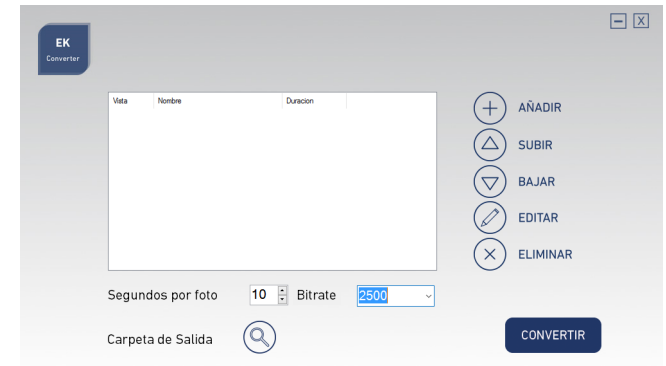 EK
Converter
X
Vista Nombre Duracion
AÑADIR
SUBIR
BAJAR
EDITAR
ELIMINAR
Segundos por foto 10 Bitrate 2500
Carpeta de Salida
CONVERTIR